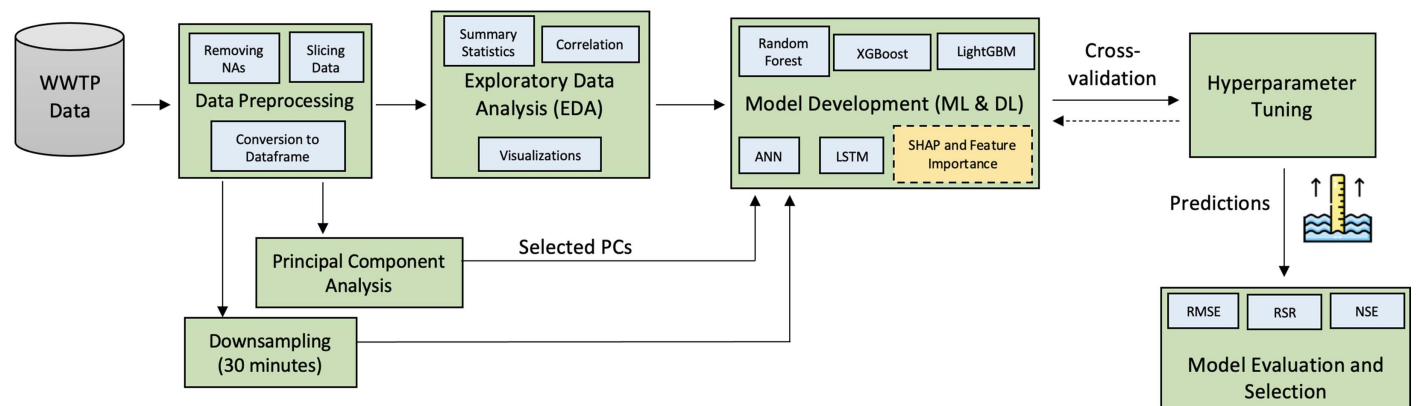 WWTP
Data
Removing
NAs
Slicing
Data
Data Preprocessing
Conversion to
Dataframe
Summary
Statistics
Correlation
Exploratory Data
Analysis (EDA)
Visualizations
Random
Forest
XGBoost
LightGBM
Model Development (ML & DL)
ANN
LSTM
SHAP and Feature
Importance
Cross-
validation
Hyperparameter
Tuning
Predictions
Principal Component
Analysis
Selected PCs
Downsampling
(30 minutes)
RMSE
RSR
NSE
Model Evaluation and
Selection